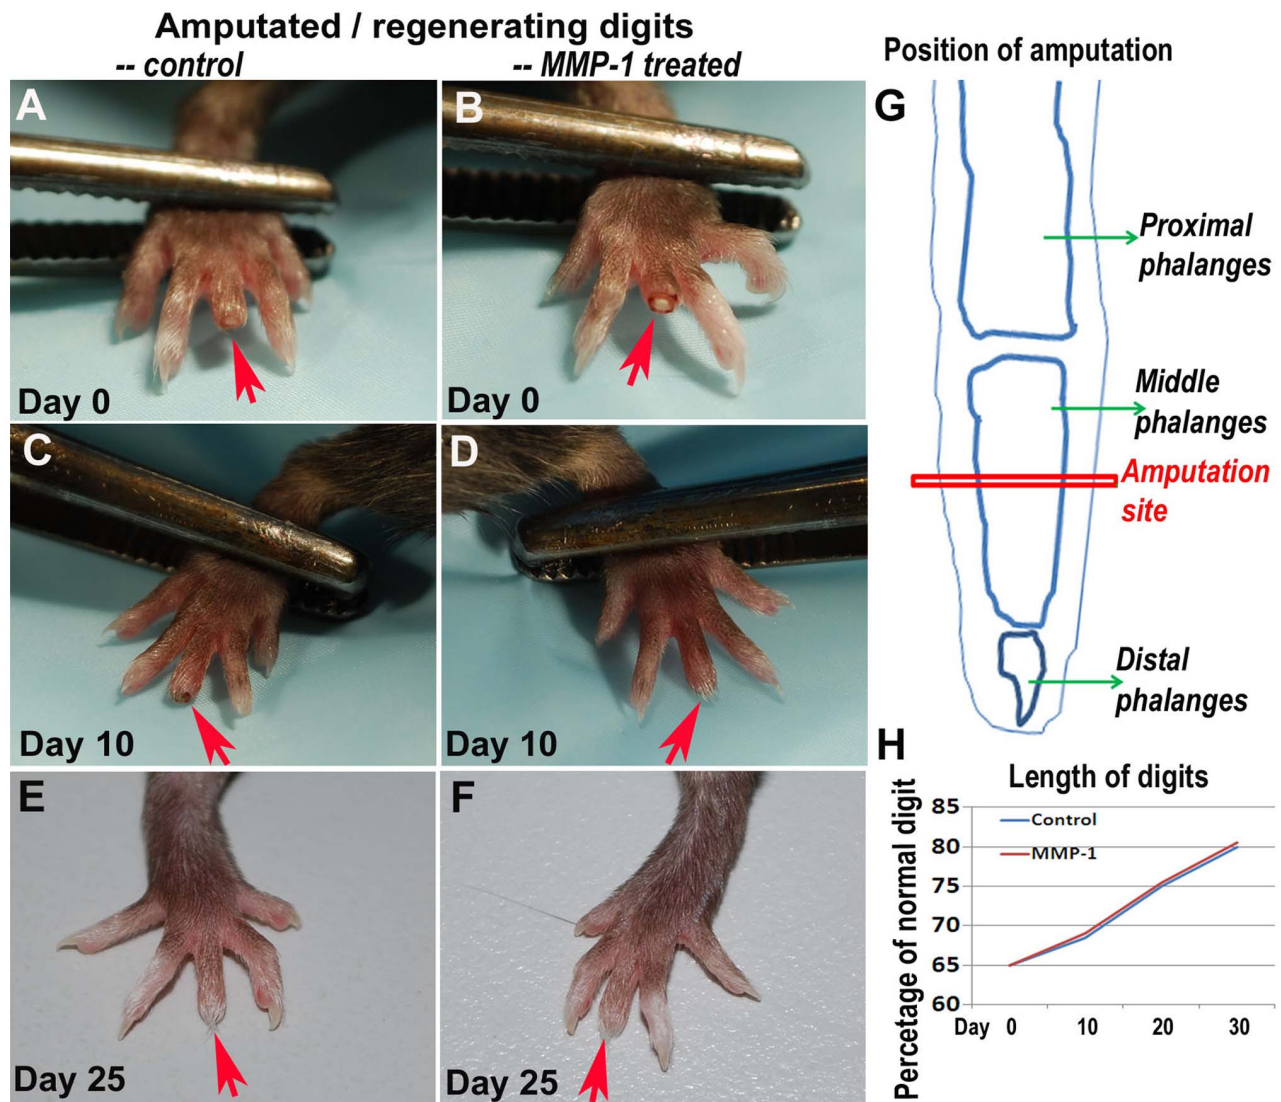 Amputated / regenerating digits
-- control
-- MMP-1 treated
A
Day 0
B
Day 0
C
Day 10
D
Day 10
E
Day 25
F
Day 25
Position of amputation
G
Proximal
phalanges
Middle
phalanges
Amputation
site
Distal
phalanges
H
Length of digits
Percetage of normal digit
85
80
75
70
65
60
Control
MMP-1
Day 0 10 20 30